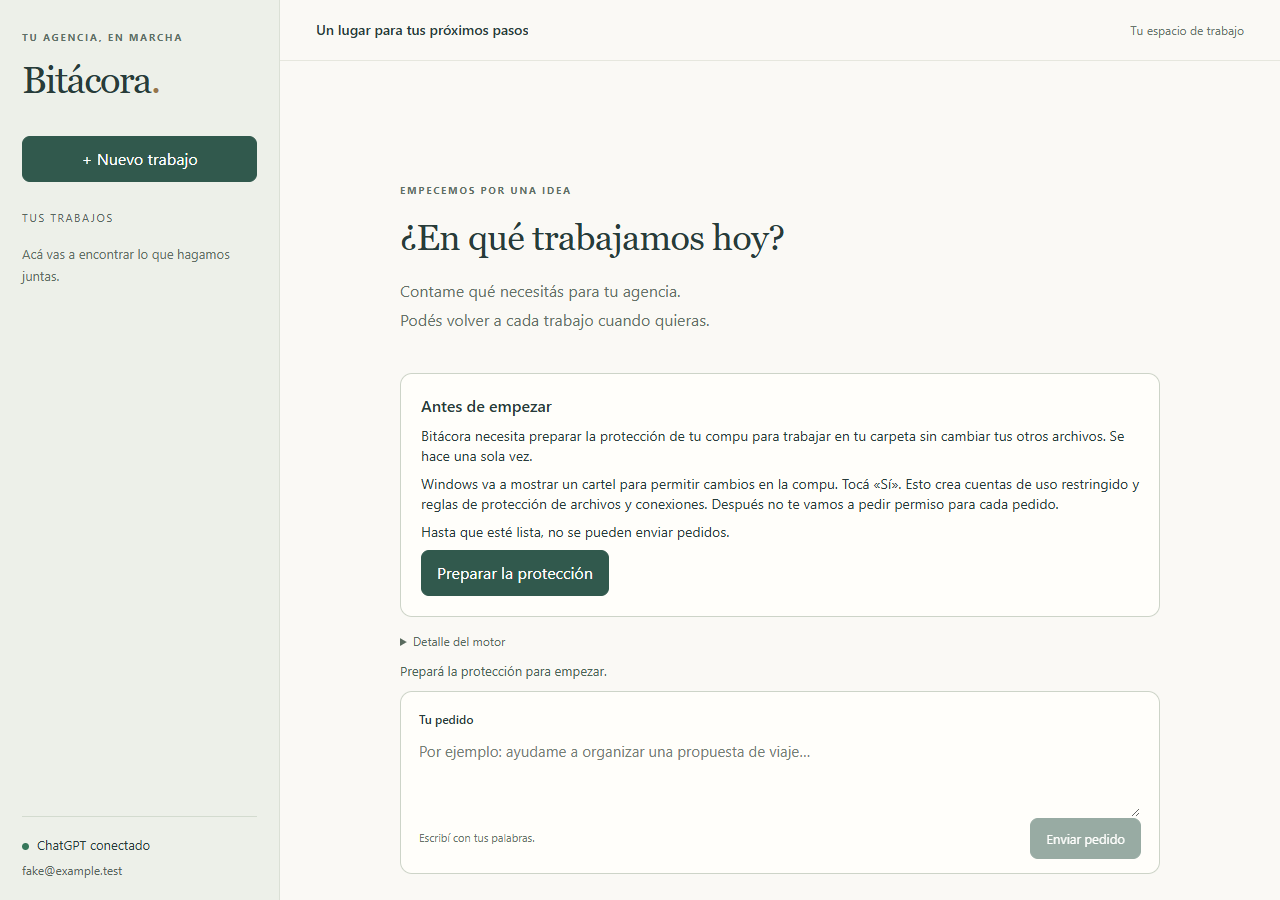 TU AGENCIA, EN MARCHA
Bitácora.
+ Nuevo trabajo
TUS TRABAJOS
Acá vas a encontrar lo que hagamos
juntas.
ChatGPT conectado
fake@example.test
Un lugar para tus próximos pasos
Tu espacio de trabajo
EMPECEMOS POR UNA IDEA
¿En qué trabajamos hoy?
Contame qué necesitás para tu agencia.
Podés volver a cada trabajo cuando quieras.
Antes de empezar
Bitácora necesita preparar la protección de tu compu para trabajar en tu carpeta sin cambiar tus otros archivos. Se
hace una sola vez.
Windows va a mostrar un cartel para permitir cambios en la compu. Tocá «Sí». Esto crea cuentas de uso restringido y
reglas de protección de archivos y conexiones. Después no te vamos a pedir permiso para cada pedido.
Hasta que esté lista, no se pueden enviar pedidos.
Preparar la protección
Detalle del motor
Prepará la protección para empezar.
Tu pedido
Por ejemplo: ayudame a organizar una propuesta de viaje...
Escribí con tus palabras.
Enviar pedido